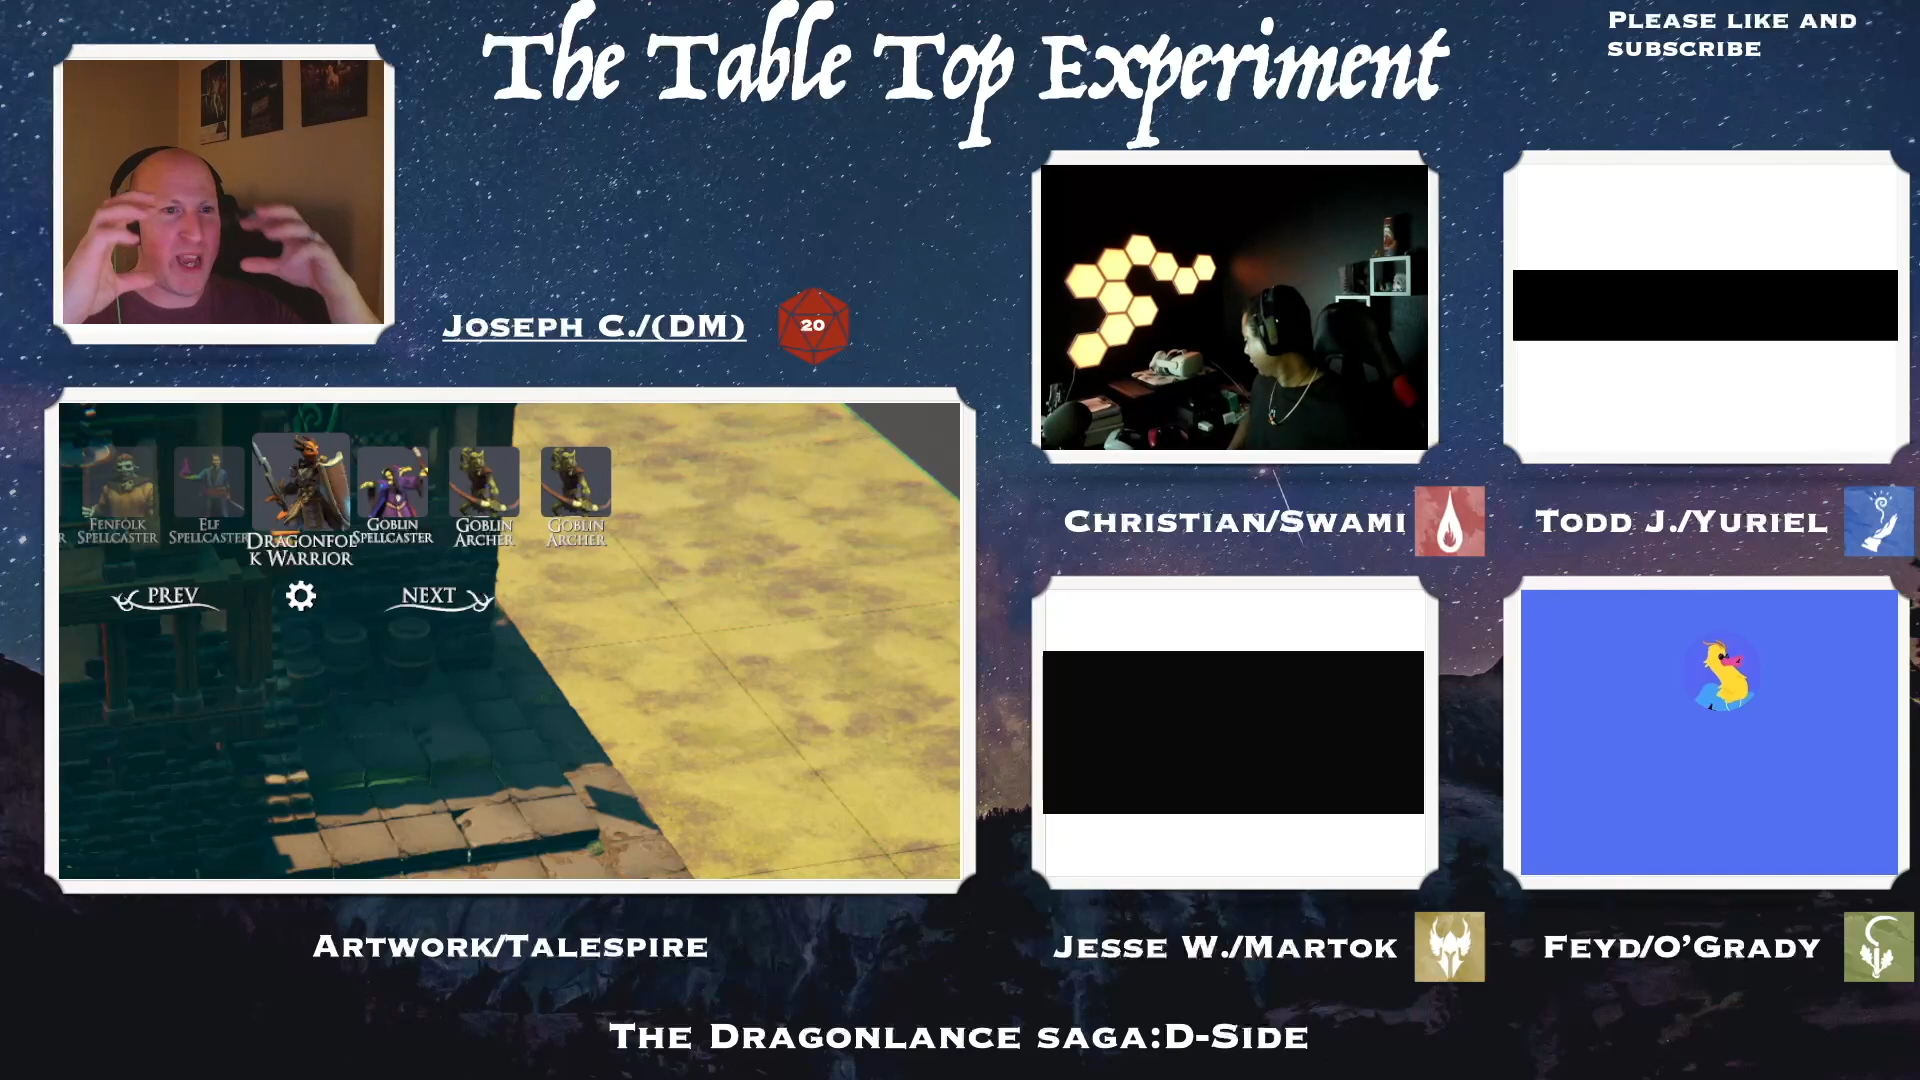 The Table Top Experiment
Please like and
subscribe
Joseph C./(DM)
20
Fenfolk
Spellcaster
Elf
Spellcaster
Dragonfol
k Warrior
Goblin
Spellcaster
Goblin
Archer
Goblin
Archer
Prev
Next
Christian/Swami
Todd J./Yuriel
Artwork/Talespire
Jesse W./Martok
Feyd/O'Grady
The Dragonlance saga:D-Side